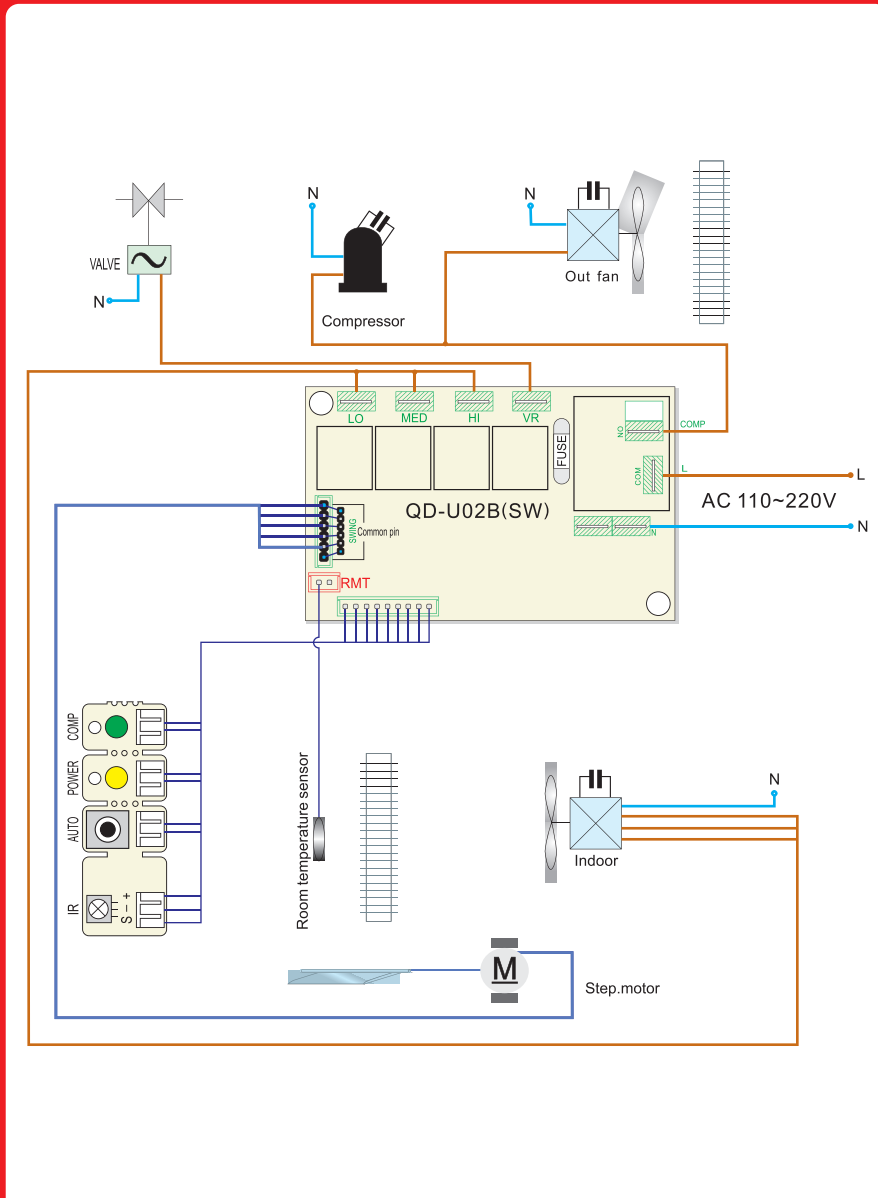 N
N
VALVE
N
Out fan
Compressor
LO
MED
HI
VR
NO
COMP
FUSE
COM
L
L
AC 110~220V
QD-U02B(SW)
SWING
Common pin
N
N
RMT
COMP
POWER
AUTO
IR
S - +
Room temperature sensor
N
Indoor
M
Step.motor